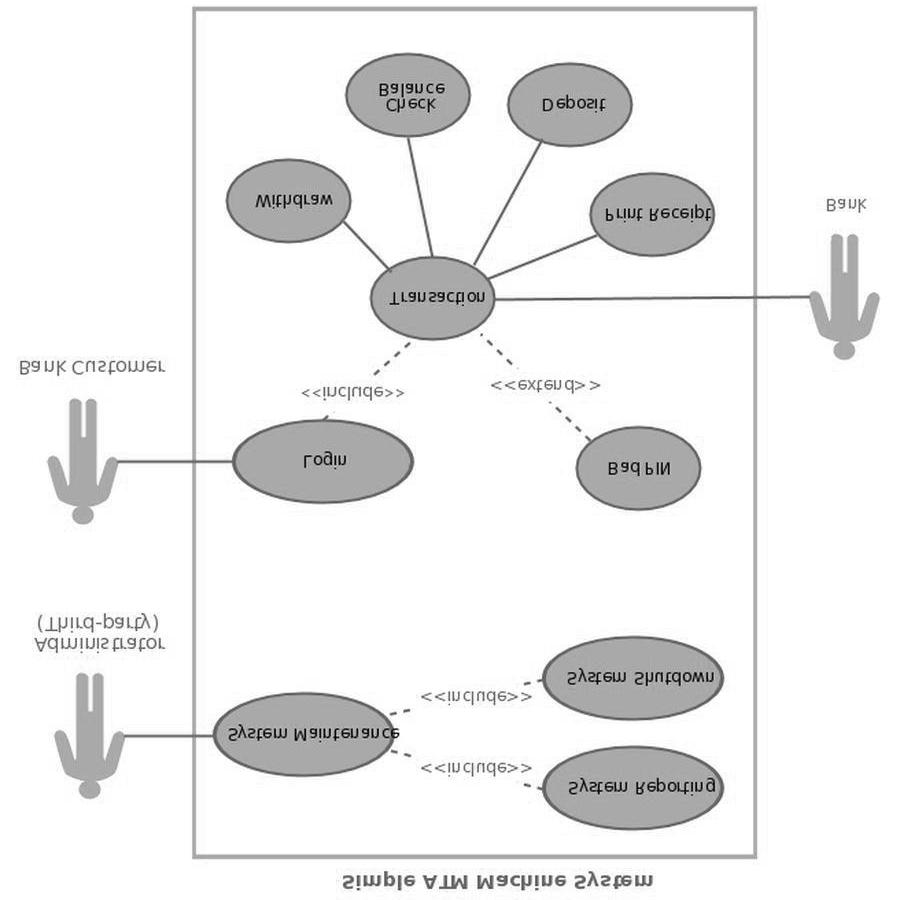 Simple ATM Machine System
System Reporting
<<include>>
System Maintenance
<<include>>
System Shutdown
Administrator
(Third-party)
Bad PIN
Login
<<include>>
<<extend>>
Bank Customer
Transaction
Print Receipt
Bank
Withdraw
Deposit
Check
Balance